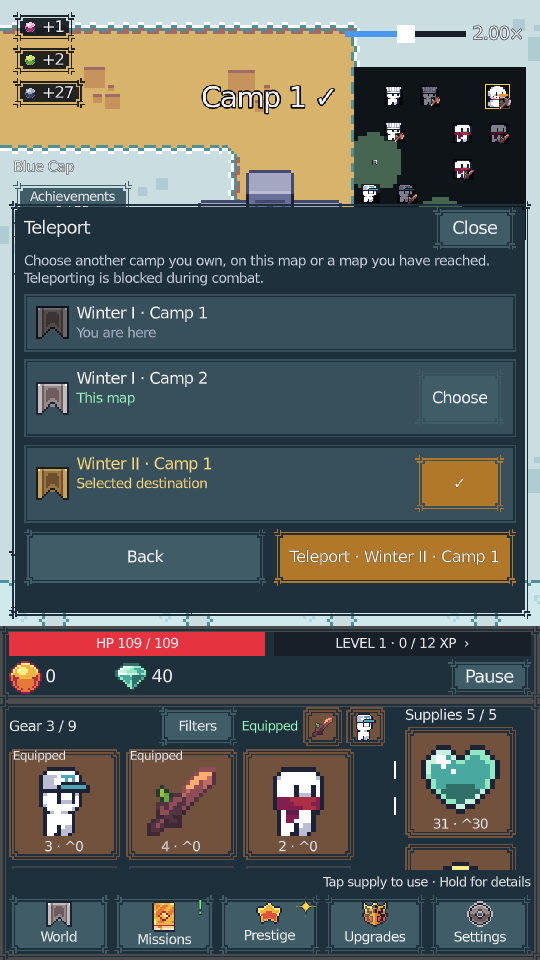 +1
2.00×
+2
+27
Camp 1 ✓
Blue Cap
Achievements
Teleport
Close
Choose another camp you own, on this map or a map you have reached.
Teleporting is blocked during combat.
Winter I · Camp 1
You are here
Winter I · Camp 2
This map
Choose
Winter II · Camp 1
Selected destination
✓
Back
Teleport · Winter II · Camp 1
HP 109 / 109
LEVEL 1 · 0 / 12 XP ›
0
40
Pause
Gear 3 / 9
Filters
Equipped
Supplies 5 / 5
Equipped
Equipped
3 · ^0
4 · ^0
2 · ^0
31 · ^30
Tap supply to use · Hold for details
World
Missions
!
Prestige
Upgrades
Settings